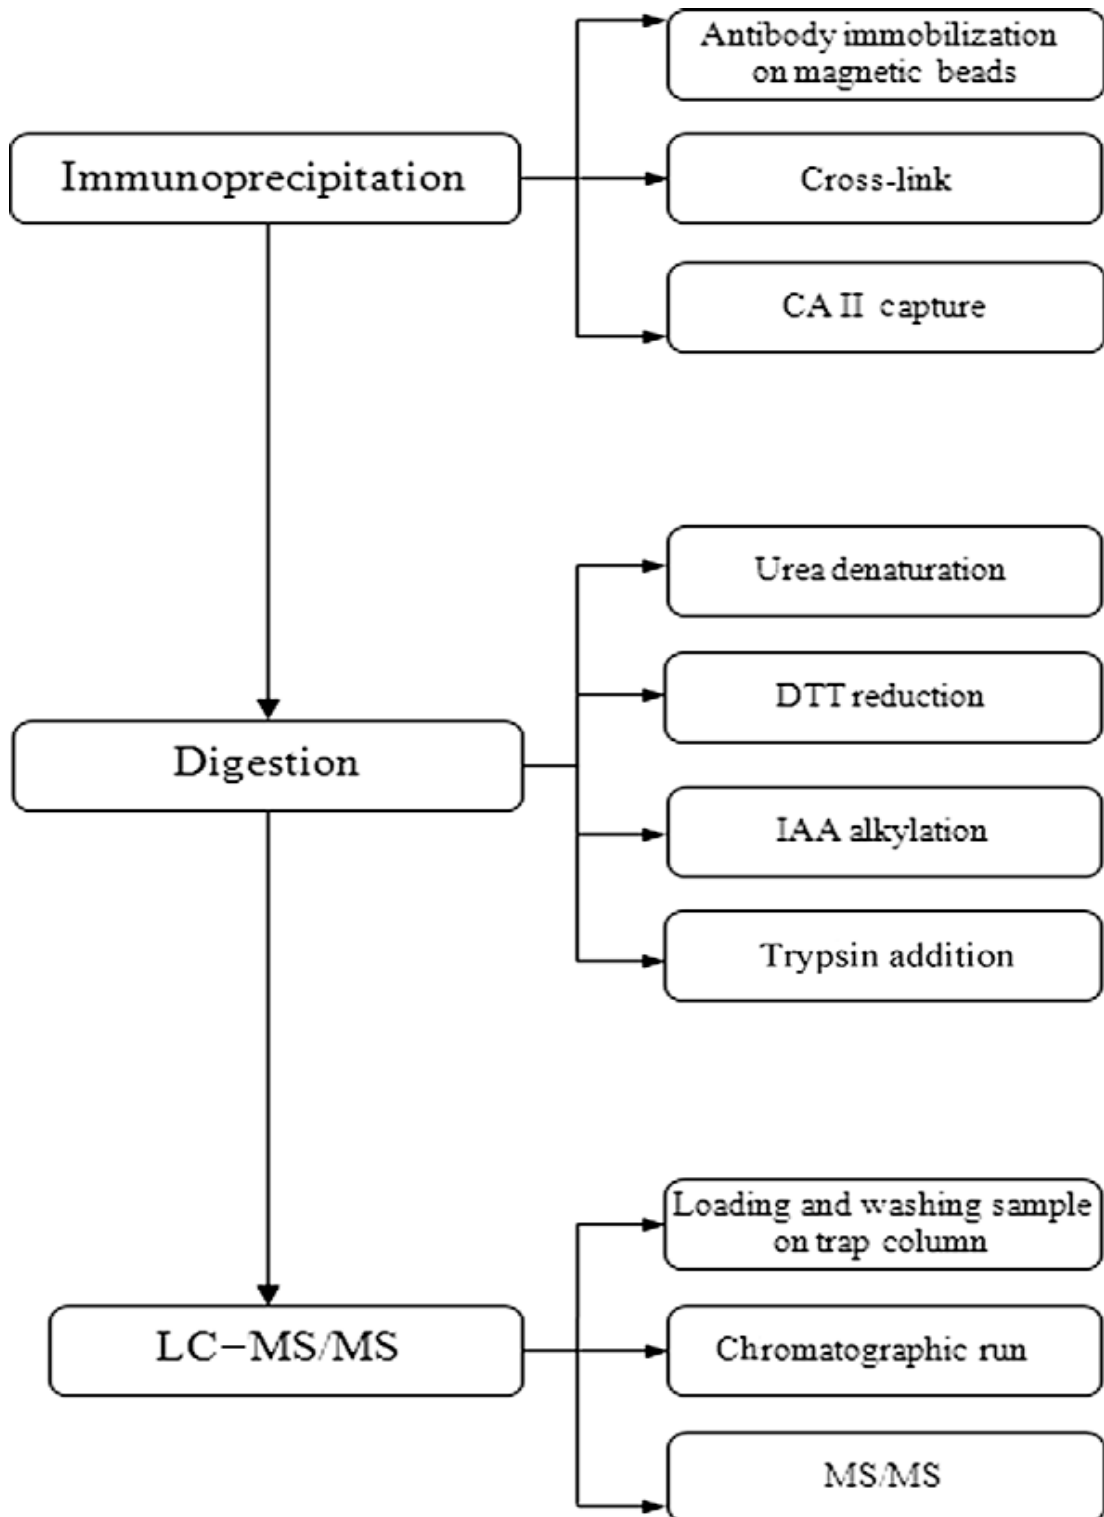 Immunoprecipitation
Antibody immobilization
on magnetic beads
Cross-link
CA II capture
Digestion
Urea denaturation
DTT reduction
IAA alkylation
Trypsin addition
LC–MS/MS
Loading and washing sample
on trap column
Chromatographic run
MS/MS